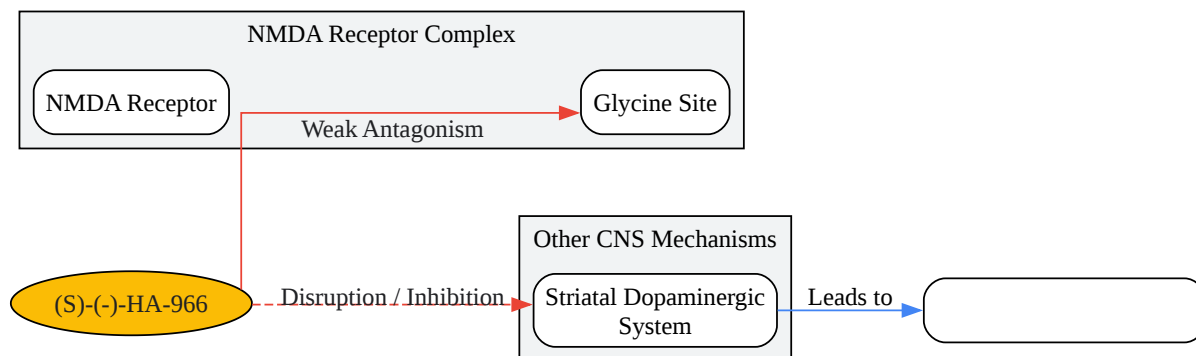 NMDA Receptor Complex
NMDA Receptor
Glycine Site
Weak Antagonism
Other CNS Mechanisms
(S)-(-)-HA-966
Disruption / Inhibition
Striatal Dopaminergic
System
Leads to